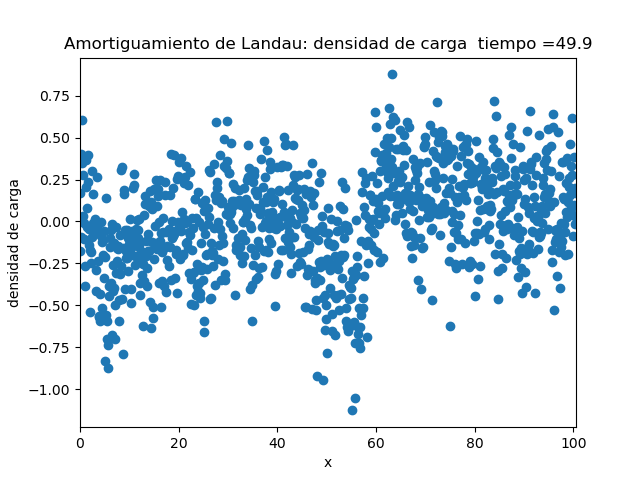 Amortiguamiento de Landau: densidad de carga  tiempo =49.9
densidad de carga
0.75
0.50
0.25
0.00
−0.25
−0.50
−0.75
−1.00
0 20 40 60 80 100
x